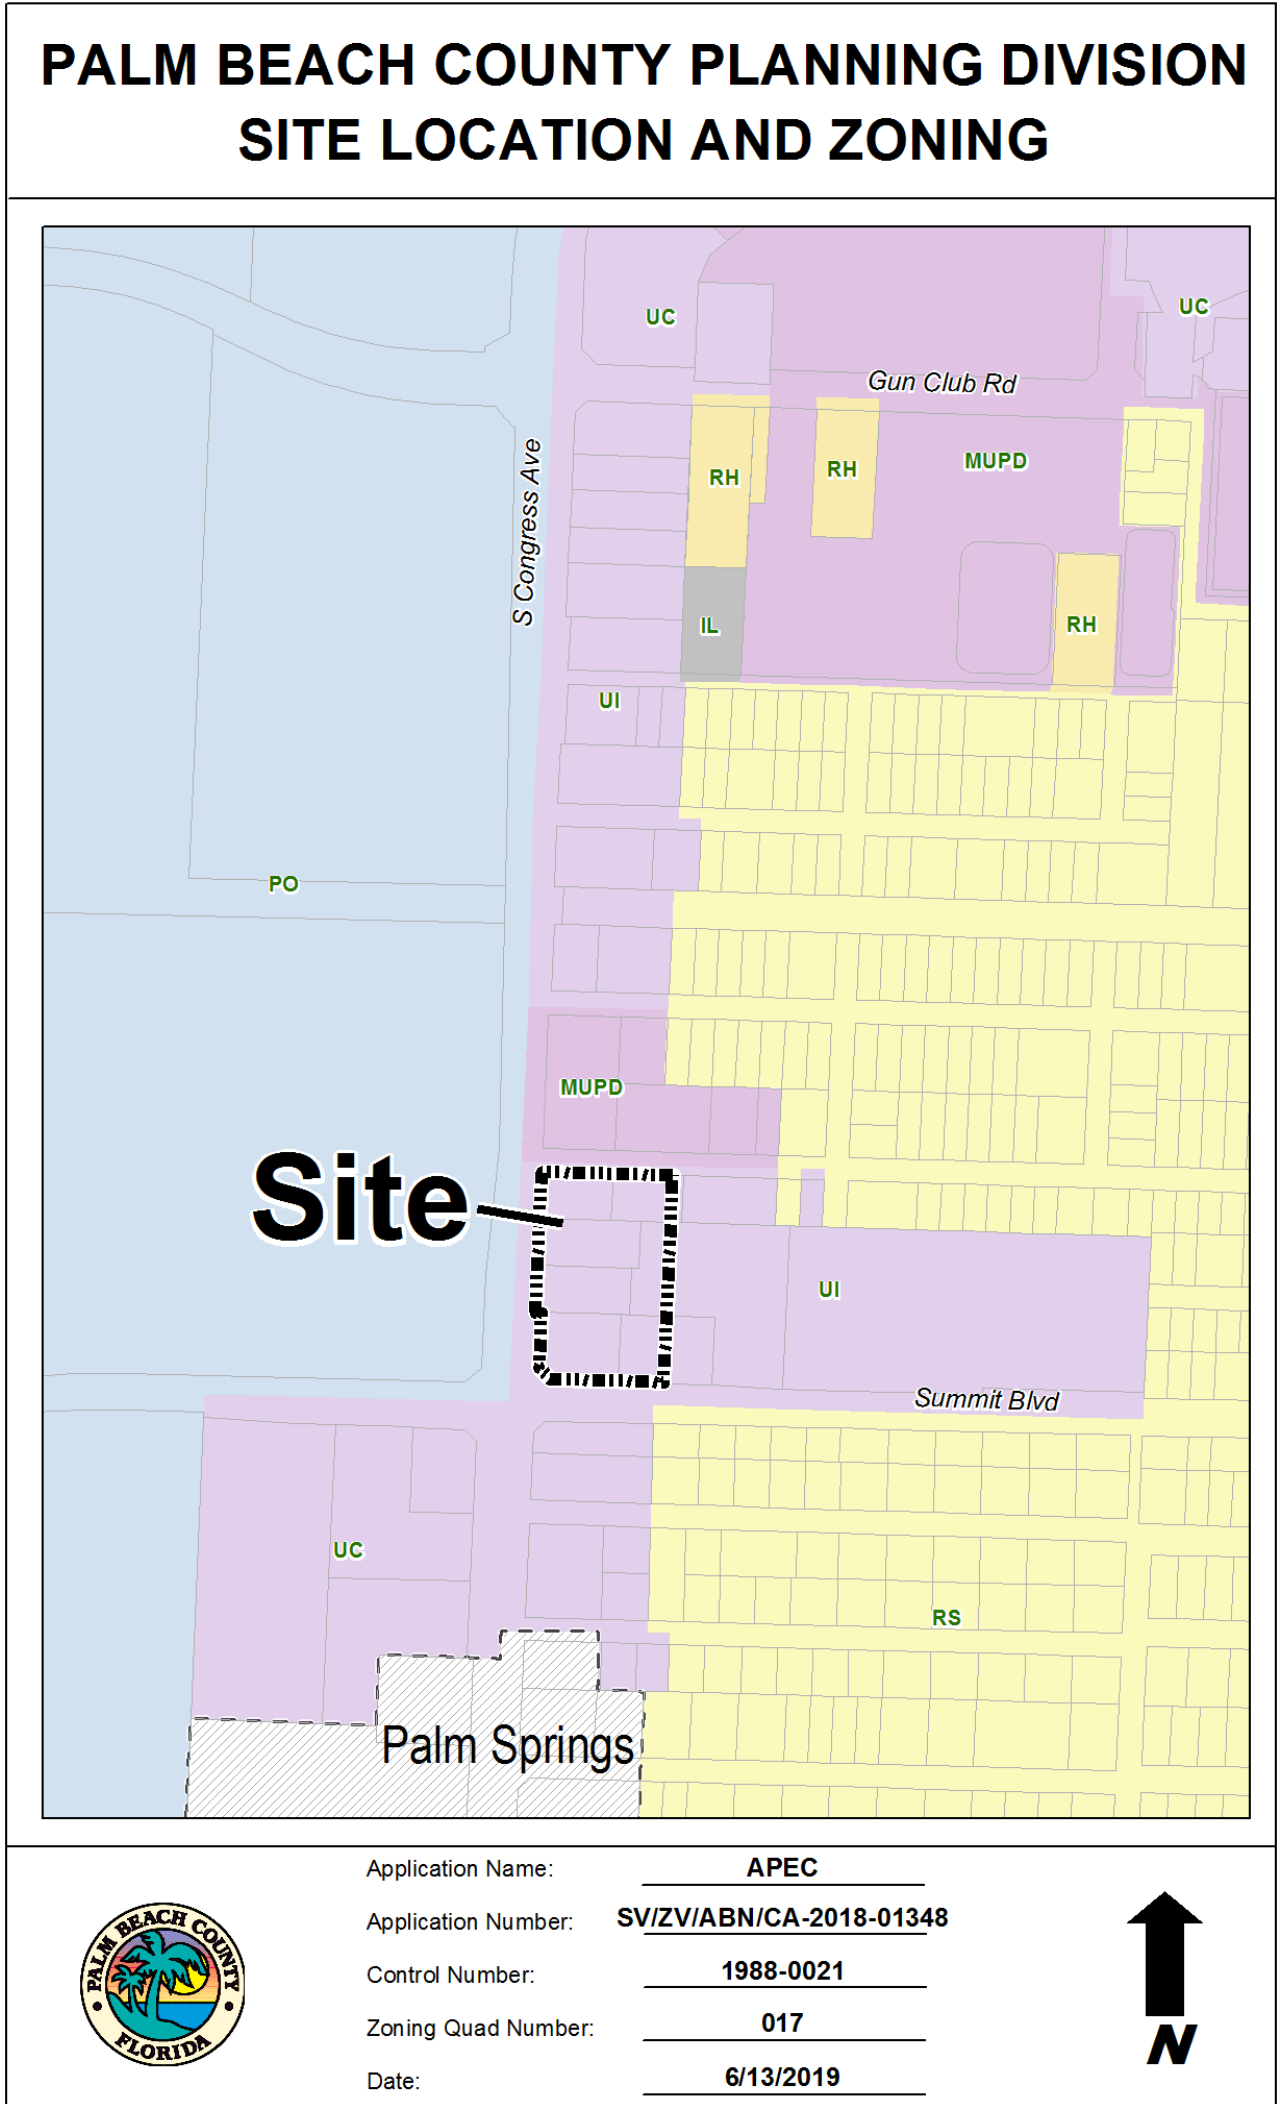 PALM BEACH COUNTY PLANNING DIVISION
SITE LOCATION AND ZONING
UC
UC
Gun Club Rd
S Congress Ave
RH
RH
MUPD
IL
RH
UI
PO
MUPD
Site
UI
Summit Blvd
UC
RS
Palm Springs
Application Name: APEC
Application Number: SV/ZV/ABN/CA-2018-01348
Control Number: 1988-0021
Zoning Quad Number: 017
Date: 6/13/2019
PALM BEACH COUNTY
FLORIDA
N